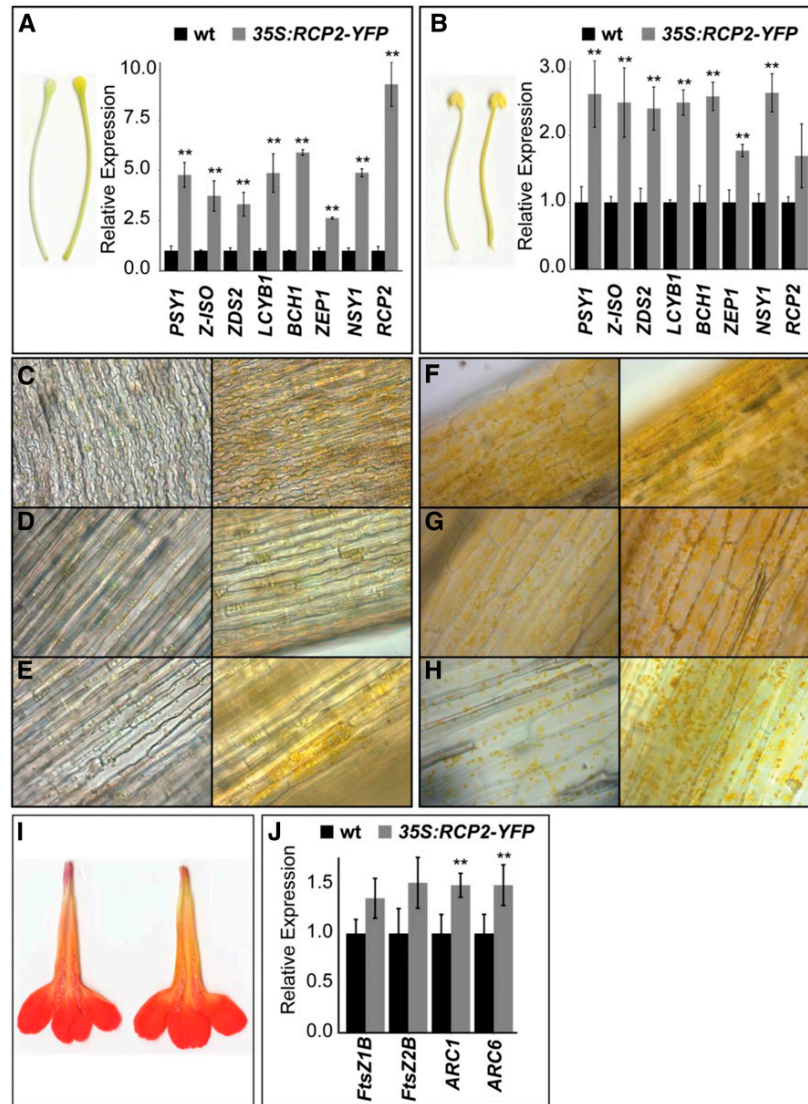 A
wt 35S:RCP2-YFP
Relative Expression
10.0
7.5
5.0
2.5
0.0
** ** ** ** ** ** ** **
PSY1
Z-ISO
ZDS2
LCYB1
BCH1
ZEP1
NSY1
RCP2
B
wt 35S:RCP2-YFP
Relative Expression
3.0
2.0
1.0
0.0
** ** ** ** ** ** **
PSY1
Z-ISO
ZDS2
LCYB1
BCH1
ZEP1
NSY1
RCP2
C
D
E
F
G
H
I
J
wt 35S:RCP2-YFP
Relative Expression
1.5
1.0
0.5
0.0
** **
FtsZ1B
FtsZ2B
ARC1
ARC6